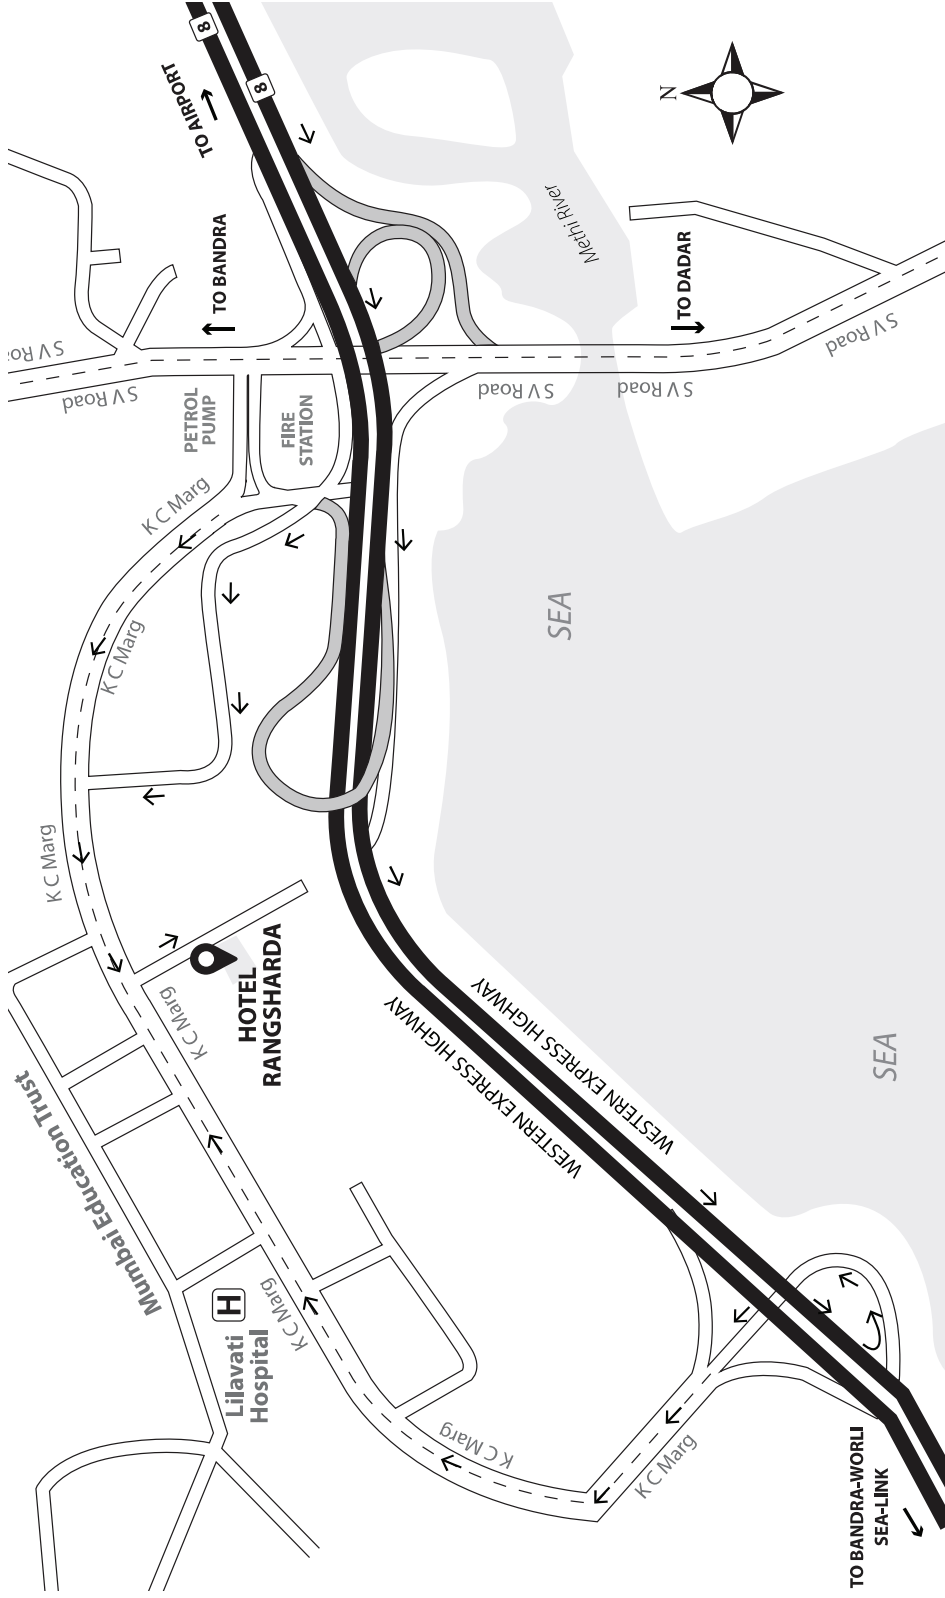 8
8
TO AIRPORT
N
Methi River
TO BANDRA
TO DADAR
S V Road
S V Road
S V Road
S V Road
S V Road
PETROL
PUMP
FIRE
STATION
K C Marg
K C Marg
SEA
K C Marg
HOTEL
RANGSHARDA
K C Marg
WESTERN EXPRESS HIGHWAY
WESTERN EXPRESS HIGHWAY
SEA
Mumbai Education Trust
H
Lilavati
Hospital
K C Marg
K C Marg
K C Marg
TO BANDRA-WORLI
SEA-LINK